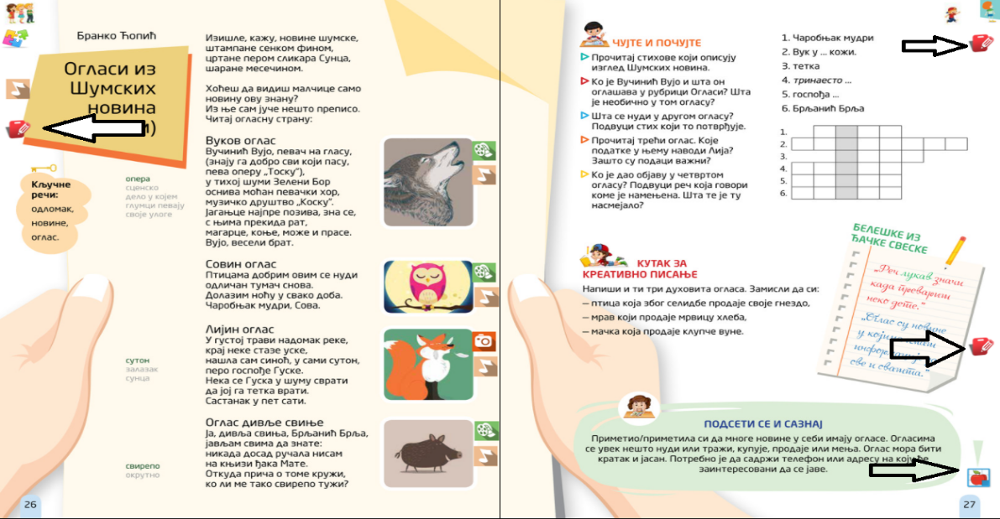 Бранко Ћопић
Огласи из
Шумских
новина
Кључне
речи:
одломак,
новине,
оглас.
опера
сценско
дело у којем
глумци певају
своје улоге
сутон
залазак
сунца
свирепо
окрутно
Изишле, кажу, новине шумске,
штампане сенком фином,
цртане пером сликара Сунца,
шаране месечином.
Хоћеш да видиш малчице само
новину ову знану?
Из ње сам јуче нешто преписо.
Читај огласну страну:
Вуков оглас
Вучинић Вујо, певач на гласу,
(знају га добро сви који пасу,
пева оперу „Тоску”),
у тихој шуми Зелени Бор
оснива моћан певачки хор,
музичко друштво „Коску”.
Јагањце најпре позива, зна се,
с њима прекида рат,
магарце, коње, може и прасе.
Вујо, весели брат.
Совин оглас
Птицама добрим овим се нуди
одличан тумач снова.
Долазим ноћу у свако доба.
Чаробњак мудри, Сова.
Лијин оглас
У густој трави надомак реке,
крај неке стазе уске,
нашла сам синоћ, у сами сутон,
перо госпође Гуске.
Нека се Гуска у шуму сврати
да јој га тетка врати.
Састанак у пет сати.
Оглас дивље свиње
Ја, дивља свиња, Брљанић Брља,
јављам свима да знате:
никада досад ручала нисам
на књизи ђака Мате.
Откуда прича о томе кружи,
ко ли ме тако свирепо тужи?
26
ЧУЈТЕ И ПОЧУЈТЕ
Прочитај стихове који описују
изглед Шумских новина.
Ко је Вучинић Вујо и шта он
оглашава у рубрици Огласи? Шта
је необично у том огласу?
Шта се нуди у другом огласу?
Подвуци стих који то потврђује.
Прочитај трећи оглас. Које
податке у њему наводи Лија?
Зашто су подаци важни?
Ко је дао објаву у четвртом
огласу? Подвуци реч која говори
коме је намењена. Шта те је ту
насмејало?
1. Чаробњак мудри
2. Вук у ... кожи.
3. тетка
4. тринаесто ...
5. госпођа ...
6. Брљанић Брља
1.
2.
3.
4.
5.
6.
КУТАК ЗА
КРЕАТИВНО ПИСАЊЕ
Напиши и ти три духовита огласа. Замисли да си:
– птица која због селидбе продаје своје гнездо,
– мрав који продаје мрвицу хлеба,
– мачка која продаје клупче вуне.
БЕЛЕШКЕ ИЗ
ЂАЧКЕ СВЕСКЕ
„Реч лукав значи
када превариш
неко дете.”
„Оглас су новине
у којима
све и свашта.”
ПОДСЕТИ СЕ И САЗНАЈ
Приметио/приметила си да многе новине у себи имају огласе. Огласима
се увек нешто нуди или тражи, купује, продаје или мења. Оглас мора бити
кратак и јасан. Потребно је да садржи телефон или адресу на коју ће
заинтересовани да се јаве.
27